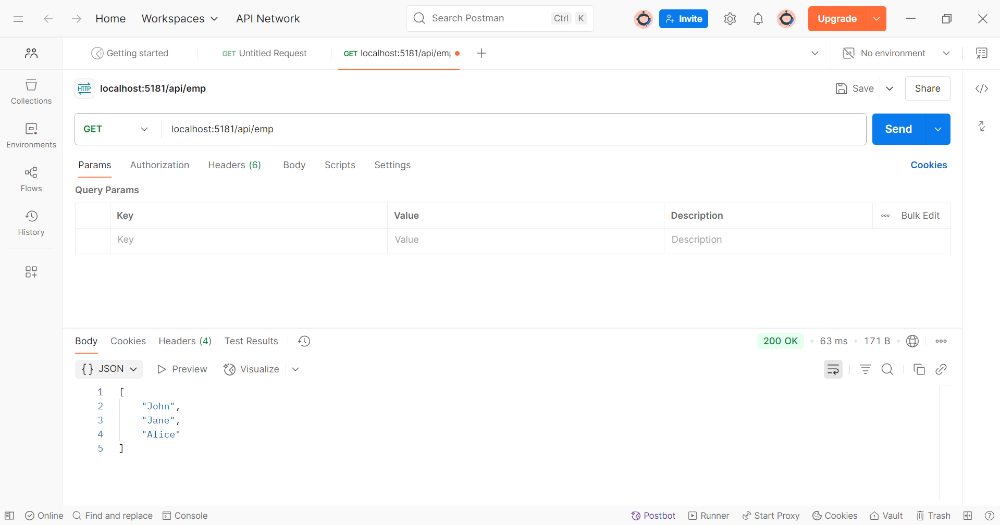 Home Workspaces API Network Search Postman Ctrl K Invite Upgrade
Getting started GET Untitled Request GET localhost:5181/api/em No environment
HTTP localhost:5181/api/emp Save Share
Collections
GET localhost:5181/api/emp Send
Environments
Params Authorization Headers (6) Body Scripts Settings Cookies
Flows
Query Params
Key Value Description Bulk Edit
History
Key Value Description
Body Cookies Headers (4) Test Results 200 OK • 63 ms • 171 B •
{} JSON Preview Visualize
1 [
2 "John",
3 "Jane",
4 "Alice"
5 ]
Online Find and replace Console Postbot Runner Start Proxy Cookies Vault Trash